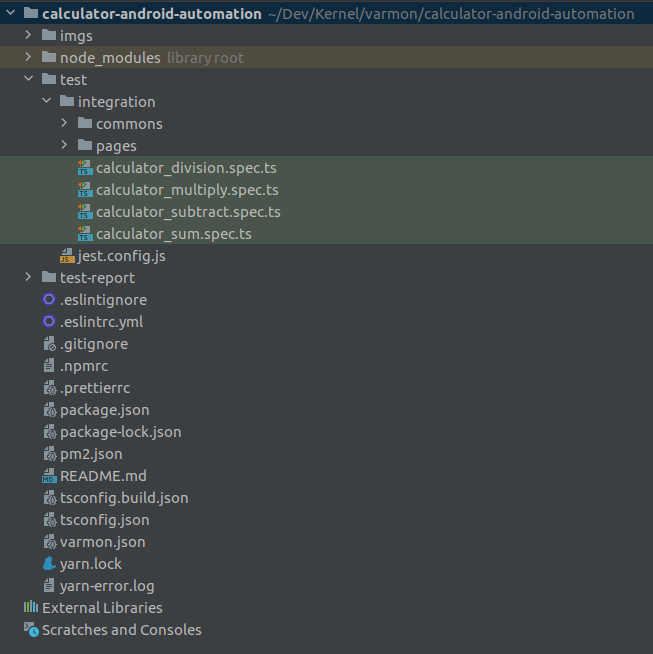 calculator-android-automation ~/Dev/Kernel/varmon/calculator-android-automation
imgs
node_modules library root
test
integration
commons
pages
calculator_division.spec.ts
calculator_multiply.spec.ts
calculator_subtract.spec.ts
calculator_sum.spec.ts
jest.config.js
test-report
.eslintignore
.eslintrc.yml
.gitignore
.npmrc
.prettierrc
package.json
package-lock.json
pm2.json
README.md
tsconfig.build.json
tsconfig.json
varmon.json
yarn.lock
yarn-error.log
External Libraries
Scratches and Consoles